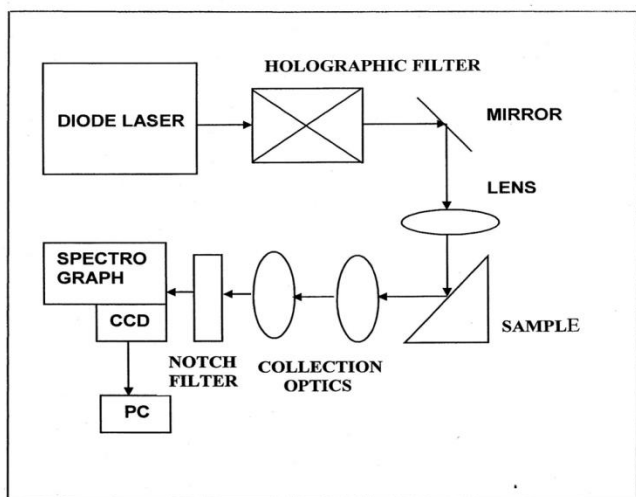 HOLOGRAPHIC FILTER
DIODE LASER
MIRROR
LENS
SPECTRO
GRAPH
CCD
SAMPLE
NOTCH
FILTER
COLLECTION
OPTICS
PC